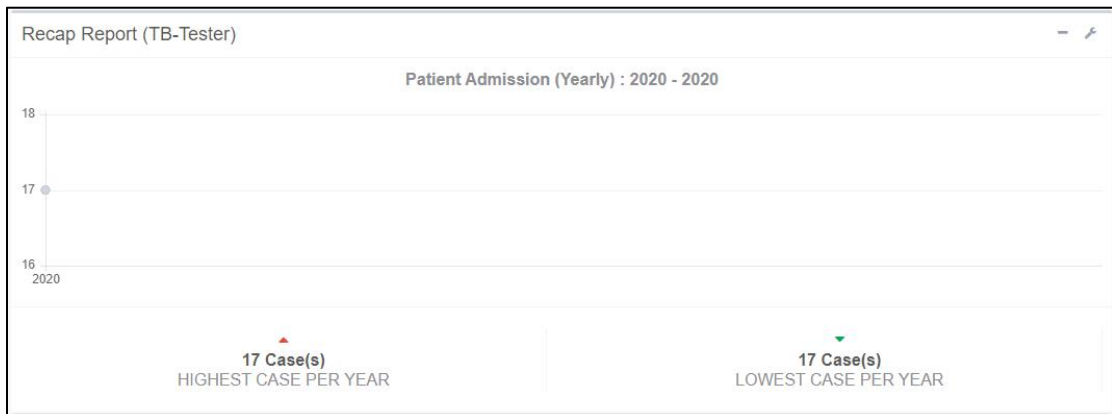 Recap Report (TB-Tester)
Patient Admission (Yearly) : 2020 - 2020
18
17
16
2020
17 Case(s)
HIGHEST CASE PER YEAR
17 Case(s)
LOWEST CASE PER YEAR